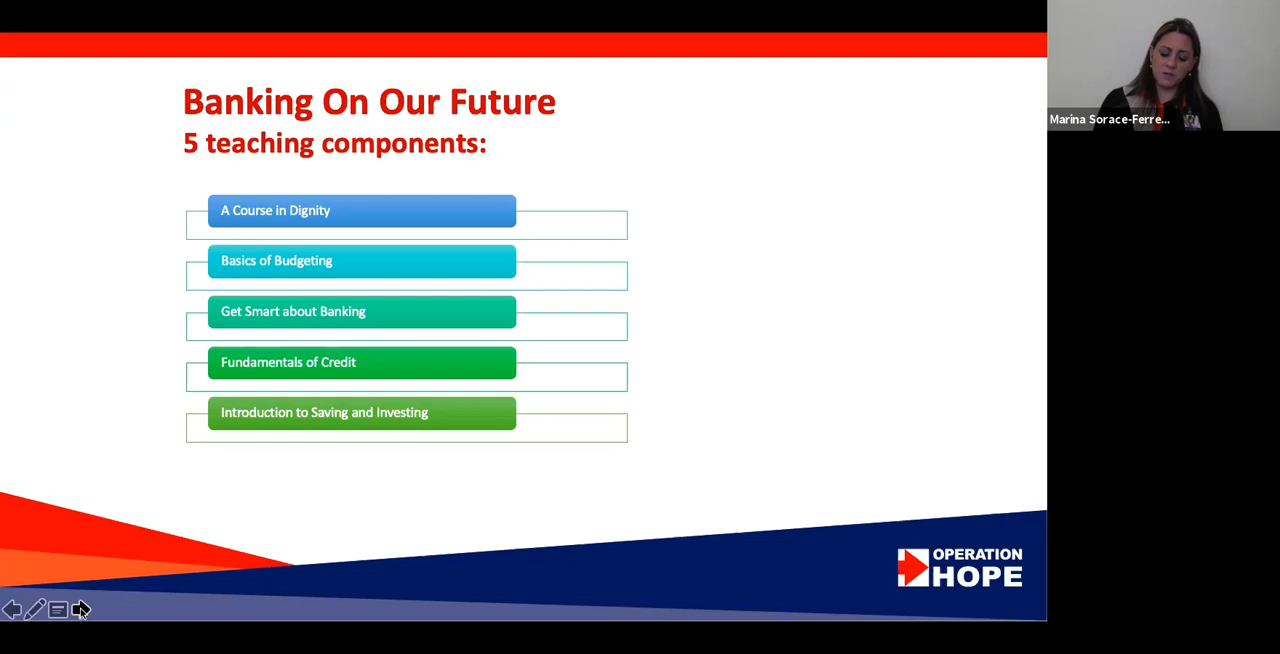 Banking On Our Future
5 teaching components:
A Course in Dignity
Basics of Budgeting
Get Smart about Banking
Fundamentals of Credit
Introduction to Saving and Investing
OPERATION
HOPE
Marina Sorace-Ferre...